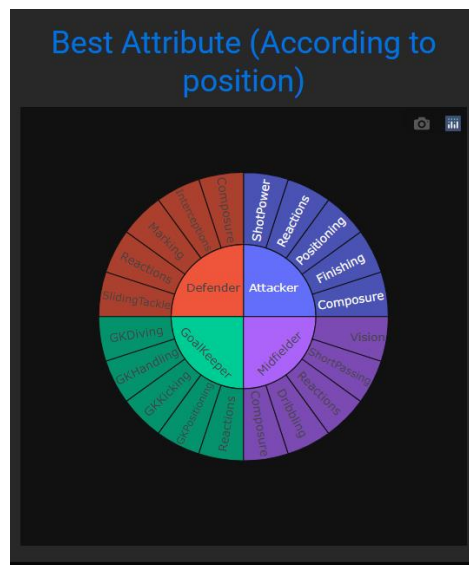 Best Attribute (According to
position)
Attacker
ShotPower
Reactions
Positioning
Finishing
Composure
Defender
Composure
Interceptions
Marking
Reactions
SlidingTackle
GoalKeeper
GKDiving
GKHandling
GKKicking
GKPositioning
Reactions
Midfielder
Vision
ShortPassing
Reactions
Dribbling
Composure